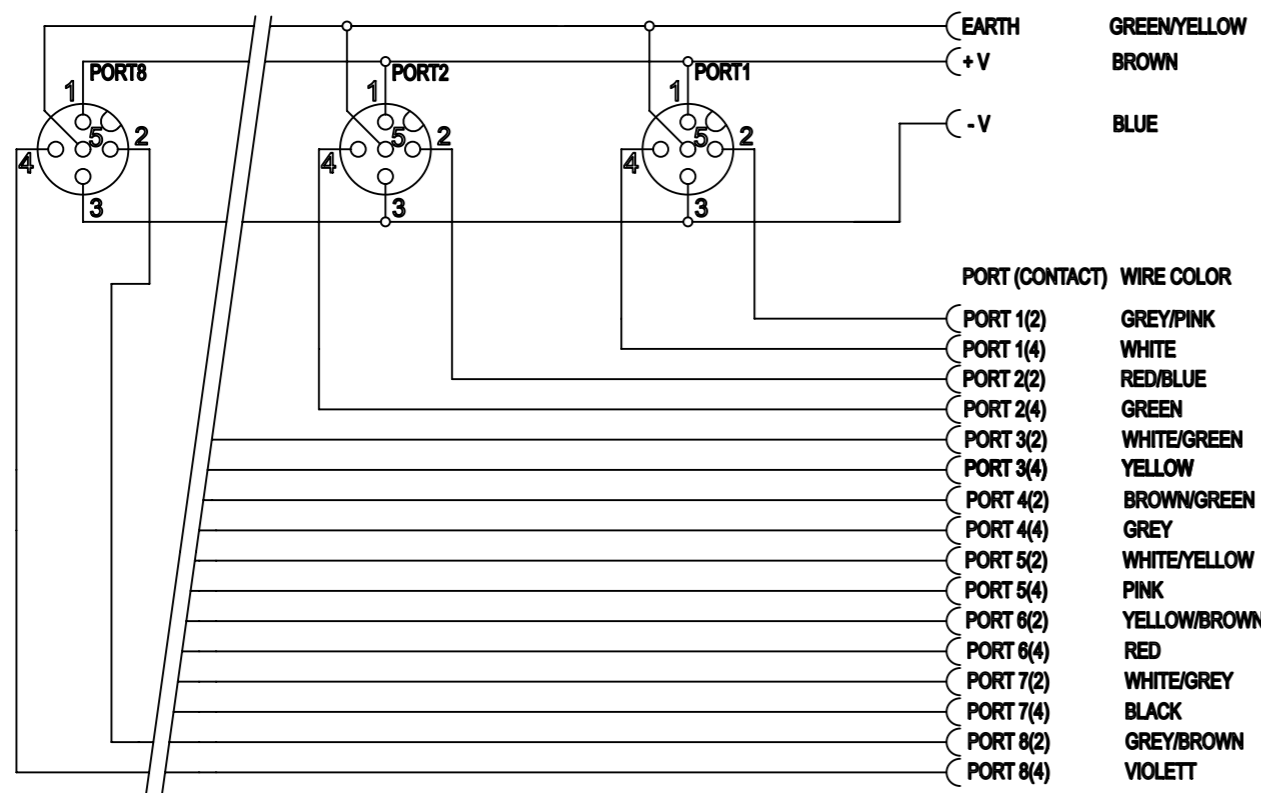 EARTH GREEN/YELLOW
+ V BROWN
PORT8 PORT2 PORT1
1 1 1
- V BLUE
5 2 5 2 5 2
4 4 4
3 3 3
PORT (CONTACT) WIRE COLOR
PORT 1(2) GREY/PINK
PORT 1(4) WHITE
PORT 2(2) RED/BLUE
PORT 2(4) GREEN
PORT 3(2) WHITE/GREEN
PORT 3(4) YELLOW
PORT 4(2) BROWN/GREEN
PORT 4(4) GREY
PORT 5(2) WHITE/YELLOW
PORT 5(4) PINK
PORT 6(2) YELLOW/BROWN
PORT 6(4) RED
PORT 7(2) WHITE/GREY
PORT 7(4) BLACK
PORT 8(2) GREY/BROWN
PORT 8(4) VIOLETT